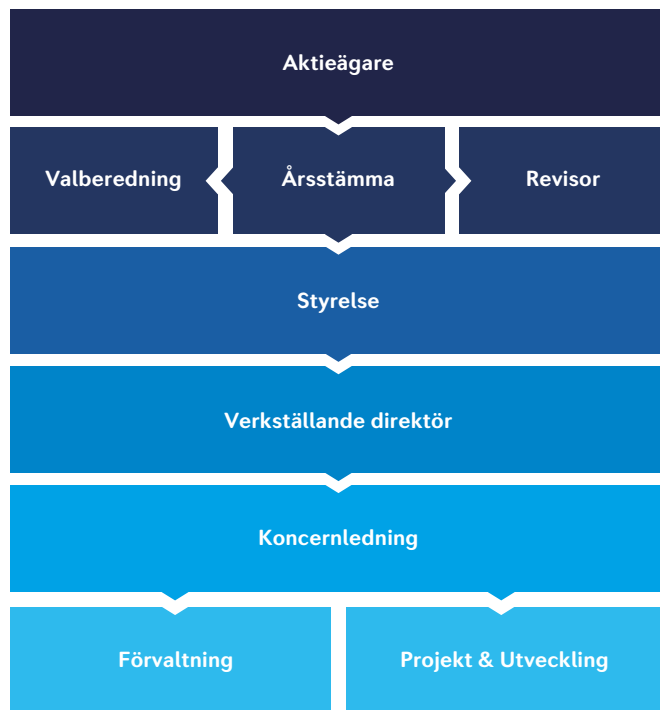 Aktieägare
Valberedning
Årsstämma
Revisor
Styrelse
Verkställande direktör
Koncernledning
Förvaltning
Projekt & Utveckling